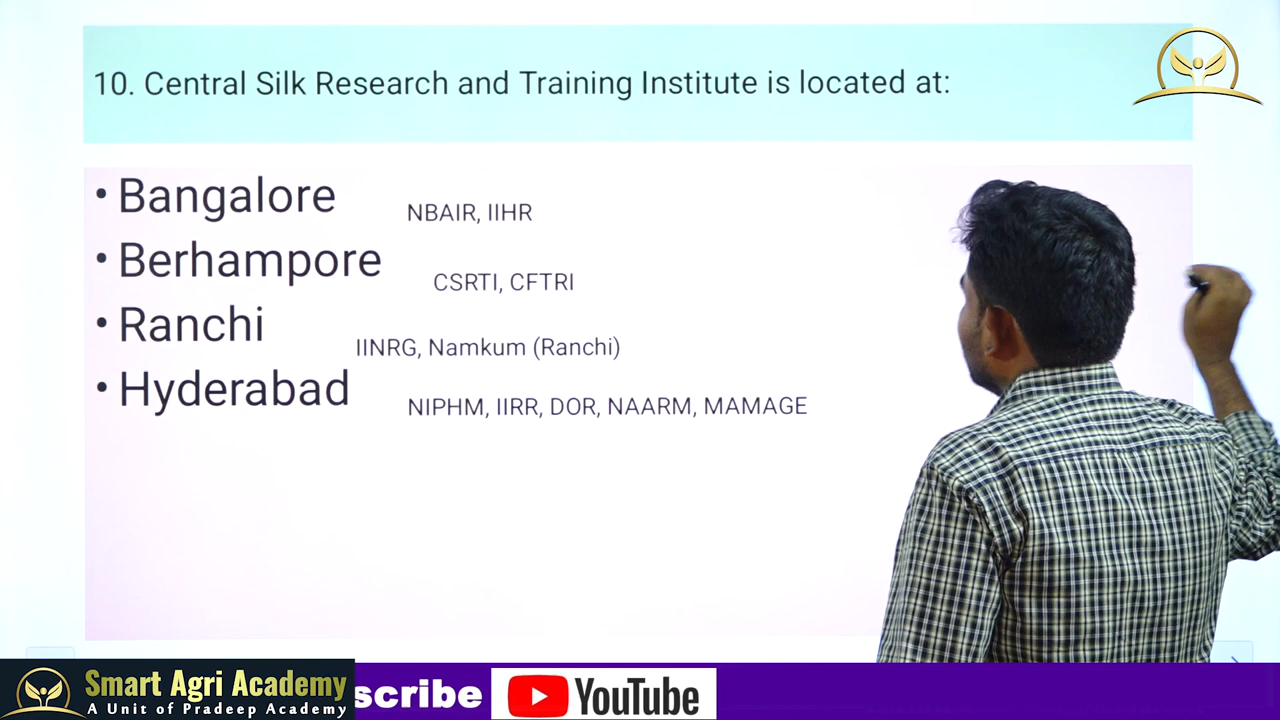 10. Central Silk Research and Training Institute is located at:
• Bangalore
NBAIR, IIHR
• Berhampore
CSRTI, CFTRI
• Ranchi
IINRG, Namkum (Ranchi)
• Hyderabad
NIPHM, IIRR, DOR, NAARM, MAMAGE
Smart Agri Academy
A Unit of Pradeep Academy
scribe
YouTube